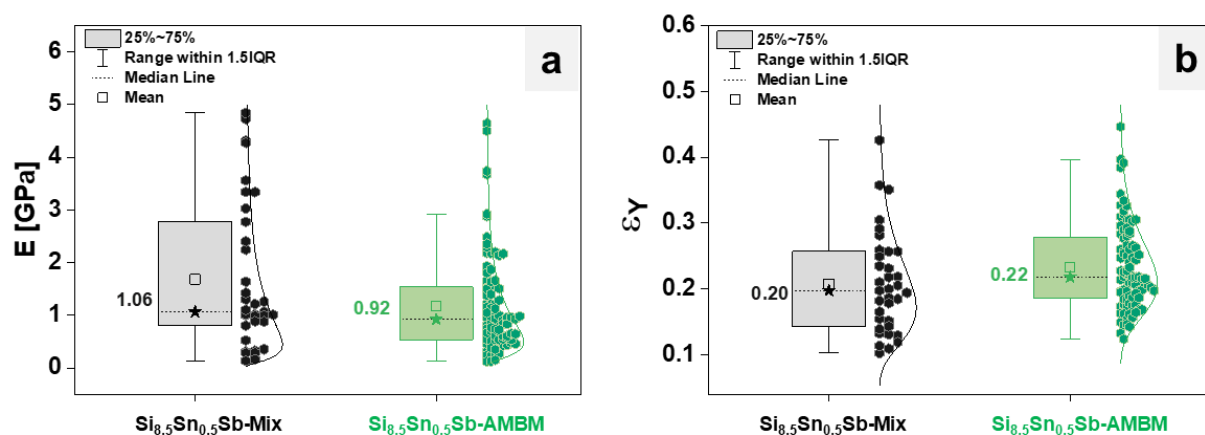 25%~75%
Range within 1.5IQR
Median Line
Mean
a
6
5
4
3
2
1
0
E [GPa]
1.06
0.92
Si8.5Sn0.5Sb-Mix
Si8.5Sn0.5Sb-AMBM
25%~75%
Range within 1.5IQR
Median Line
Mean
b
0.6
0.5
0.4
0.3
0.2
0.1
εY
0.20
0.22
Si8.5Sn0.5Sb-Mix
Si8.5Sn0.5Sb-AMBM